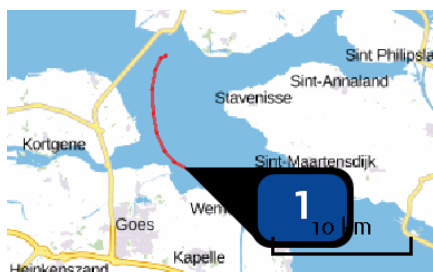 Sint Philipsla
Sint-Annaland
Stavenisse
Kortgene
Sint-Maartensdijk
Wem
1
10 km
Goes
Kapelle
Heinkenszand